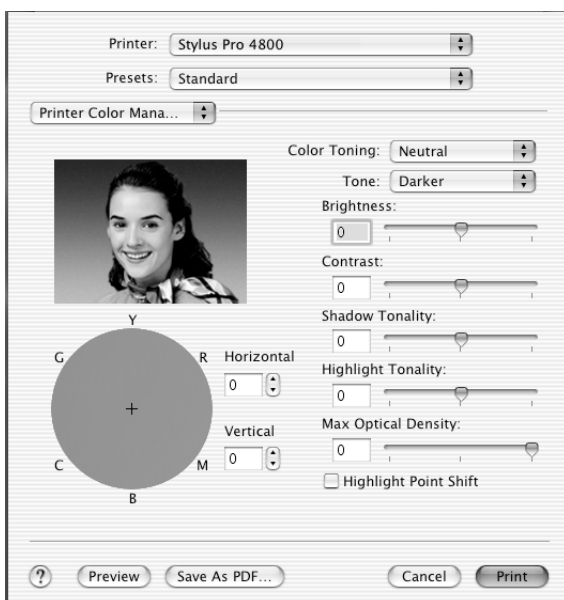 Printer: Stylus Pro 4800
Presets: Standard
Printer Color Mana...
Color Toning: Neutral
Tone: Darker
Brightness:
0
Contrast:
0
Shadow Tonality:
0
Highlight Tonality:
0
Max Optical Density:
0
Highlight Point Shift
Y
G R
C M
B
Horizontal
0
Vertical
0
? Preview Save As PDF... Cancel Print